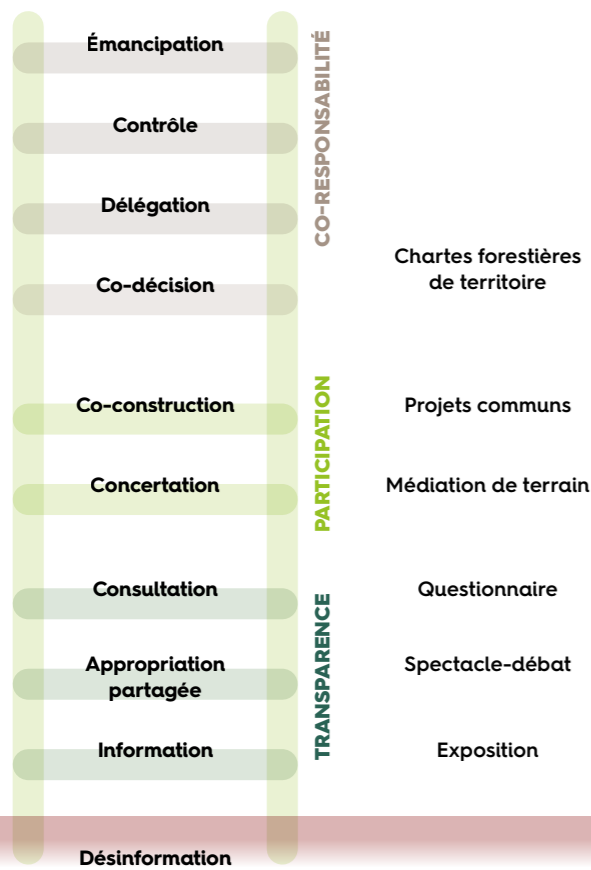 Émancipation
Contrôle
Délégation
Co-décision
CO-RESPONSABILITÉ
Chartes forestières
de territoire
Co-construction
Concertation
PARTICIPATION
Projets communs
Médiation de terrain
Consultation
Appropriation
partagée
Information
TRANSPARENCE
Questionnaire
Spectacle-débat
Exposition
Désinformation